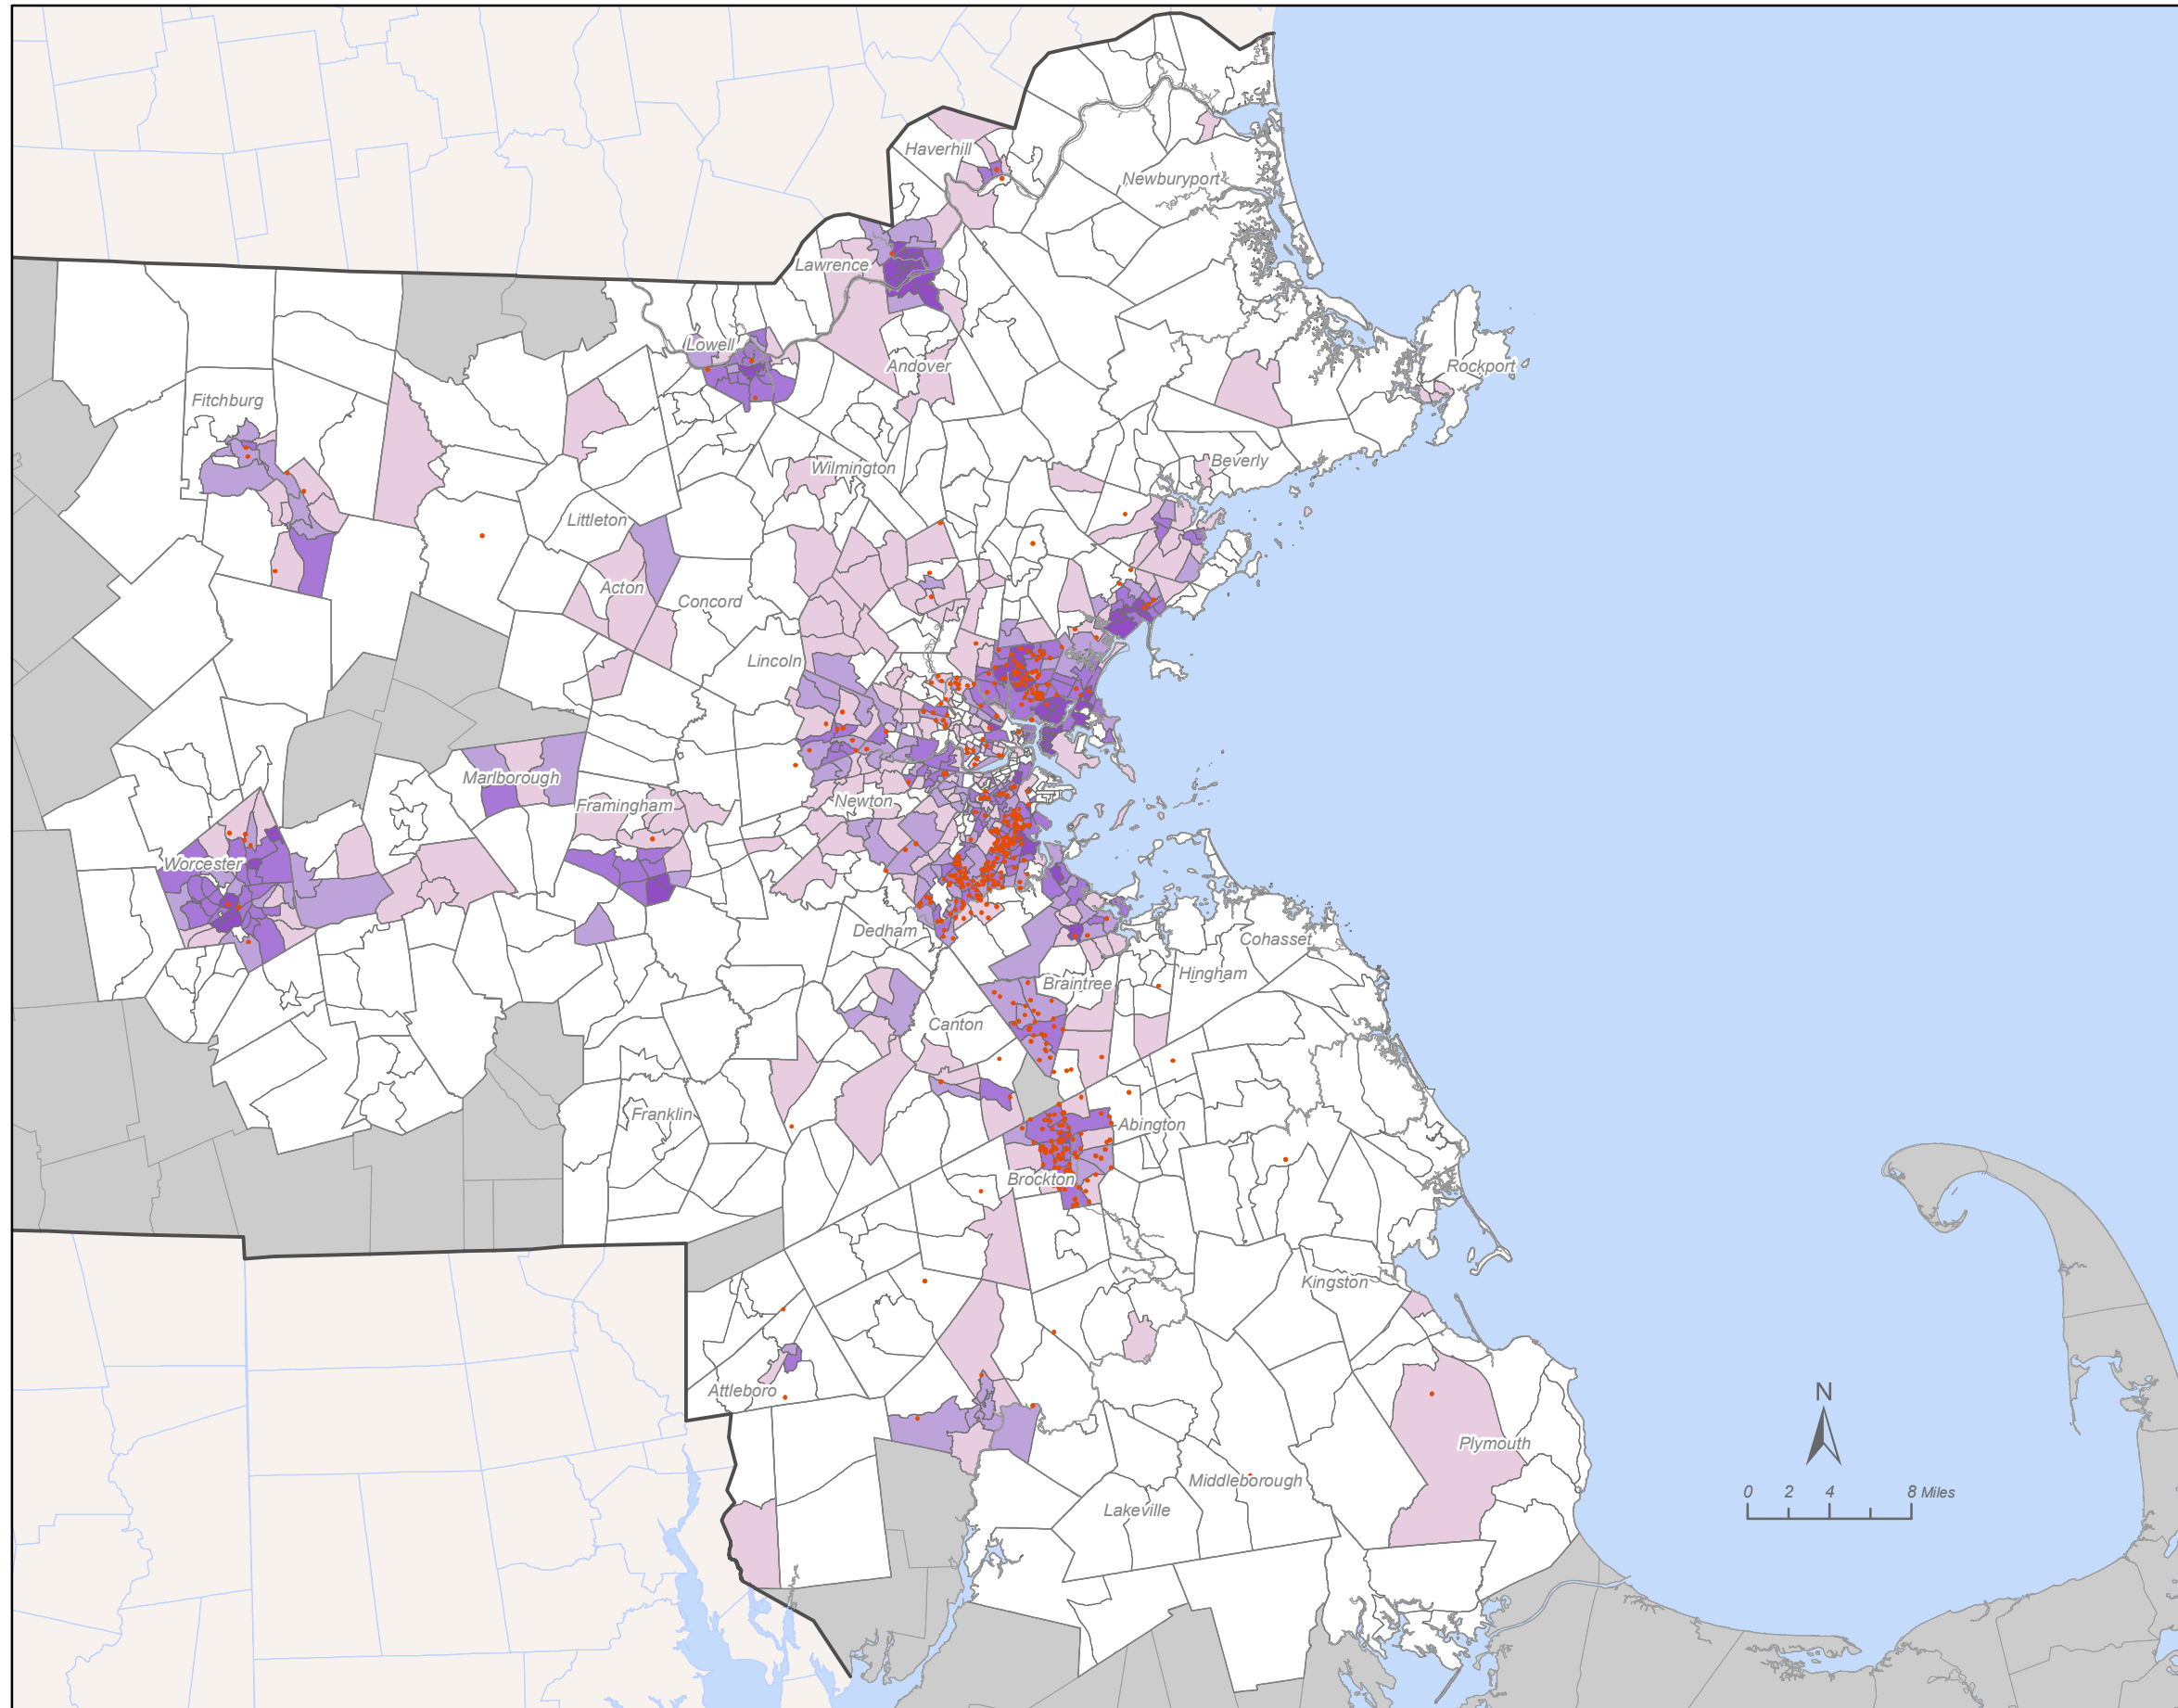 Haverhill
Newburyport
Lawrence
Lowell
Andover
Rockport
Fitchburg
Wilmington
Beverly
Littleton
Acton
Concord
Lincoln
Marlborough
Framingham
Newton
Worcester
Dedham
Cohasset
Hingham
Braintree
Canton
Franklin
Abington
Brockton
Kingston
Attleboro
N
Plymouth
Middleborough
Lakeville
0 2 4 8 Miles